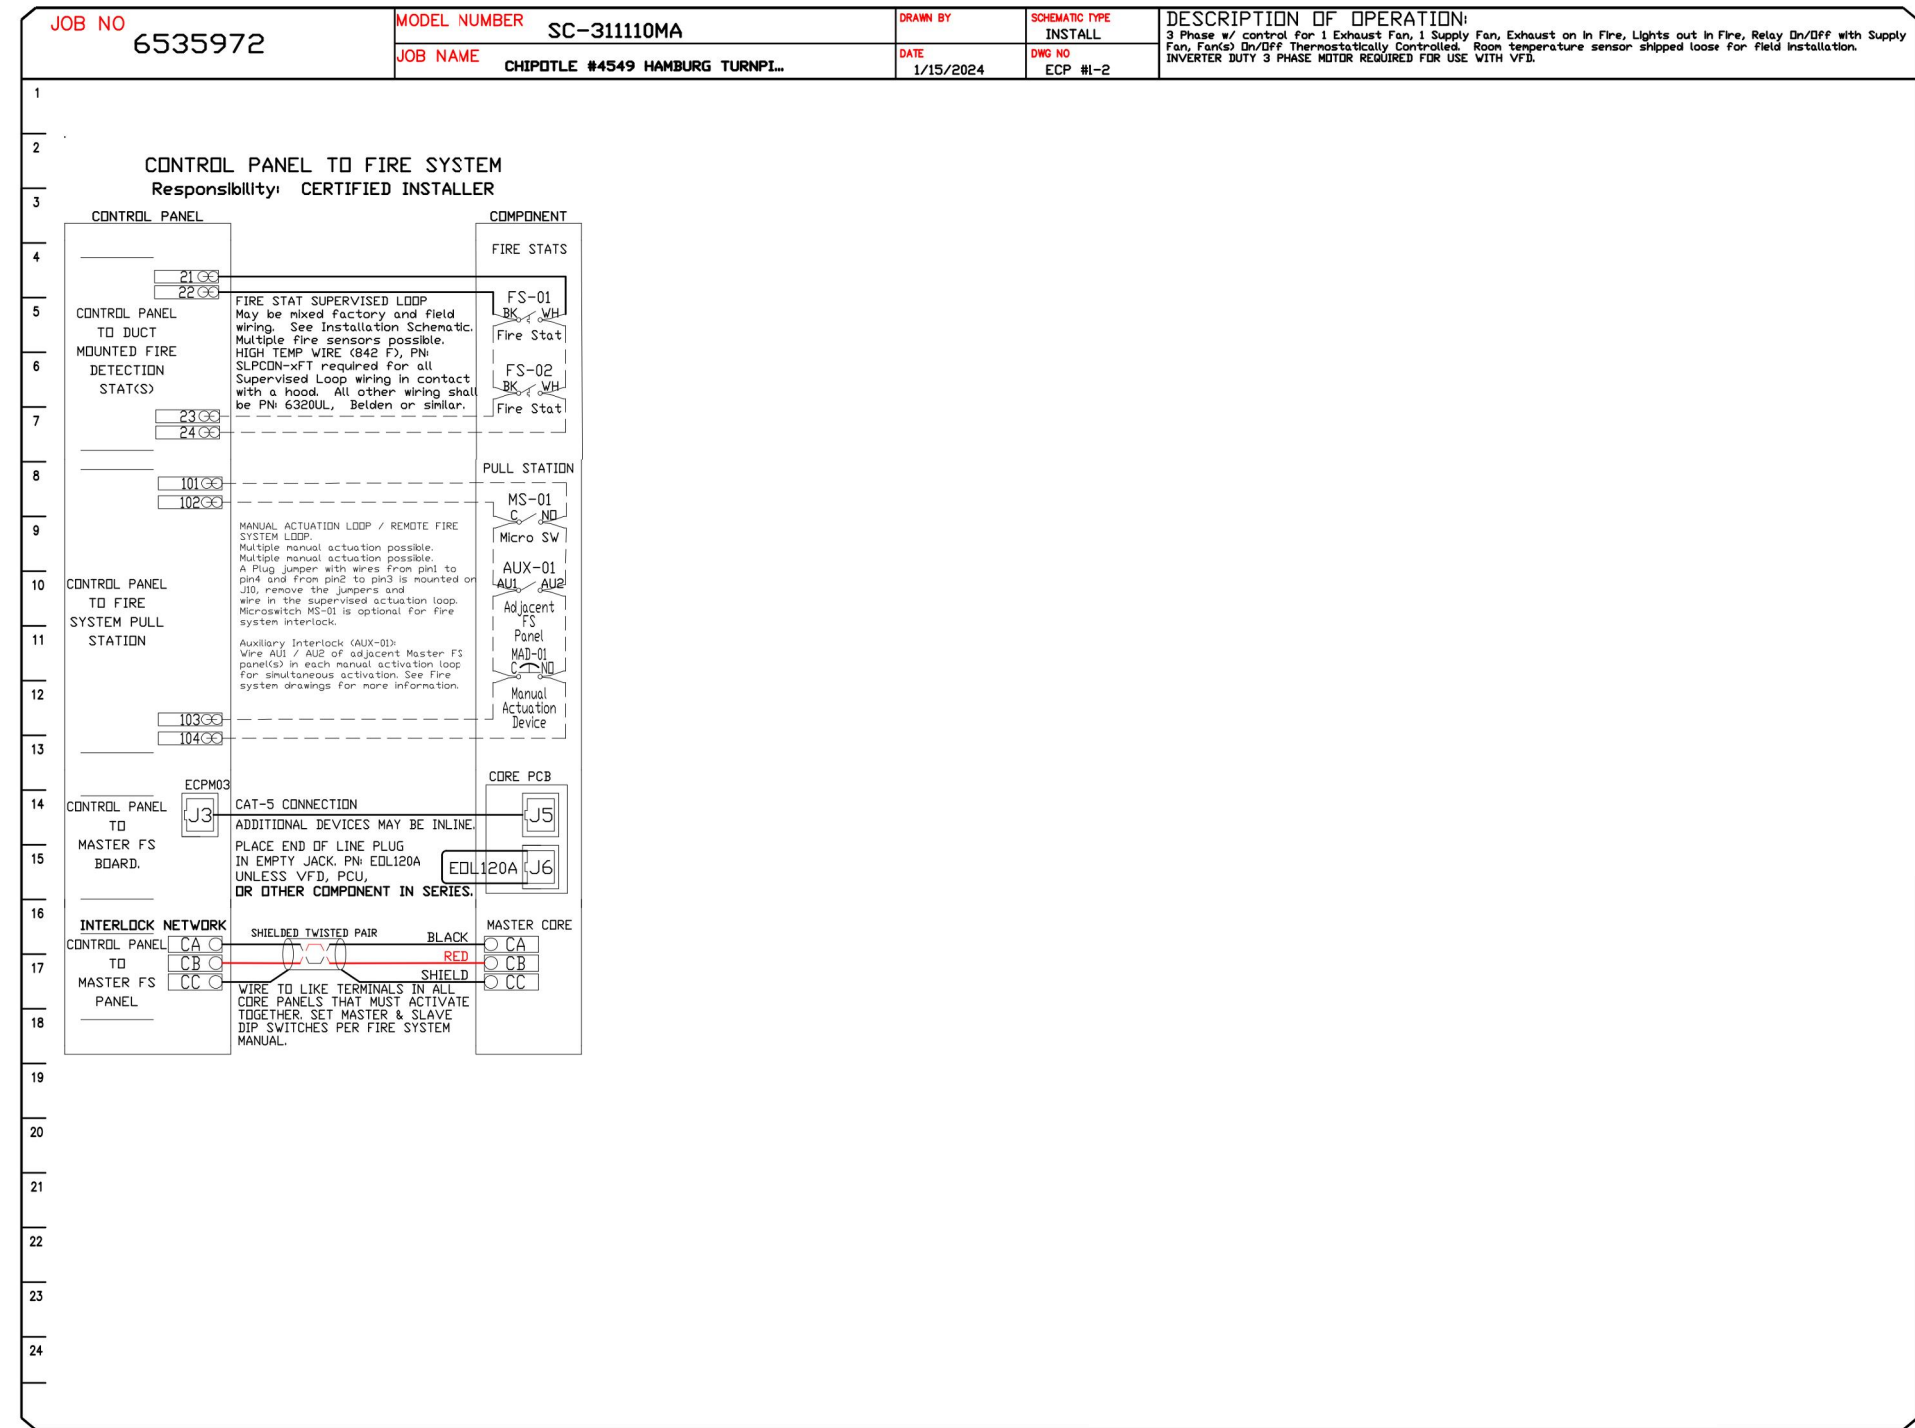 JOB NO
6535972
MODEL NUMBER
SC-311110MA
JOB NAME
CHIPOTLE #4549 HAMBURG TURNPI...
DRAWN BY
DATE
1/15/2024
SCHEMATIC TYPE
INSTALL
DWG NO
ECP #1-2
DESCRIPTION OF OPERATION:
3 Phase w/ control for 1 Exhaust Fan, 1 Supply Fan, Exhaust on in Fire, Lights out in Fire, Relay On/Off with Supply
Fan, Fan(s) On/Off Thermostatically Controlled. Room temperature sensor shipped loose for field installation.
INVERTER DUTY 3 PHASE MOTOR REQUIRED FOR USE WITH VFD.
1
2
3
4
5
6
7
8
9
10
11
12
13
14
15
16
17
18
19
20
21
22
23
24
CONTROL PANEL TO FIRE SYSTEM
Responsibility: CERTIFIED INSTALLER
CONTROL PANEL
COMPONENT
FIRE STATS
21
22
CONTROL PANEL
TO DUCT
MOUNTED FIRE
DETECTION
STAT(S)
FIRE STAT SUPERVISED LOOP
May be mixed factory and field
wiring. See Installation Schematic.
Multiple fire sensors possible.
HIGH TEMP WIRE (842 F), PN:
SLPCON-xFT required for all
Supervised Loop wiring in contact
with a hood. All other wiring shall
be PN: 6320UL, Belden or similar.
FS-01
BK WH
Fire Stat
FS-02
BK WH
Fire Stat
23
24
PULL STATION
101
102
MS-01
C NO
Micro SW
CONTROL PANEL
TO FIRE
SYSTEM PULL
STATION
MANUAL ACTUATION LOOP / REMOTE FIRE
SYSTEM LOOP.
Multiple manual actuation possible.
Multiple manual actuation possible.
A Plug jumper with wires from pin1 to
pin4 and from pin2 to pin3 is mounted on
J10, remove the jumpers and
wire in the supervised actuation loop.
Microswitch MS-01 is optional for fire
system interlock.
Auxiliary Interlock (AUX-01):
Wire AU1 / AU2 of adjacent Master FS
panel(s) in each manual activation loop
for simultaneous activation. See Fire
system drawings for more information.
AUX-01
AU1 AU2
Adjacent
FS
Panel
MAD-01
C NO
Manual
Actuation
Device
103
104
ECPM03
CORE PCB
CONTROL PANEL
TO
MASTER FS
BOARD.
J3
CAT-5 CONNECTION
ADDITIONAL DEVICES MAY BE INLINE.
J5
PLACE END OF LINE PLUG
IN EMPTY JACK. PN: EOL120A
UNLESS VFD, PCU,
OR OTHER COMPONENT IN SERIES.
EOL120A
J6
INTERLOCK NETWORK
MASTER CORE
CONTROL PANEL
TO
MASTER FS
PANEL
CA
CB
CC
SHIELDED TWISTED PAIR
BLACK
RED
SHIELD
CA
CB
CC
WIRE TO LIKE TERMINALS IN ALL
CORE PANELS THAT MUST ACTIVATE
TOGETHER. SET MASTER & SLAVE
DIP SWITCHES PER FIRE SYSTEM
MANUAL.